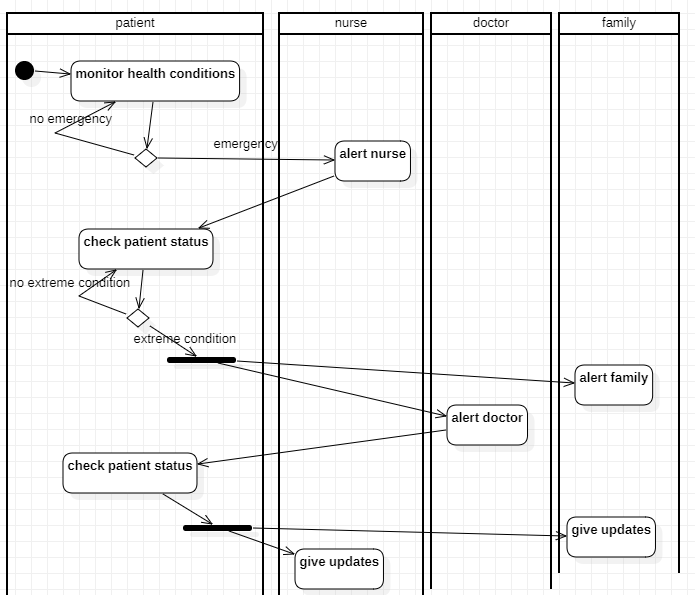 patient
nurse
doctor
family
monitor health conditions
no emergency
emergency
alert nurse
check patient status
no extreme condition
extreme condition
alert family
alert doctor
check patient status
give updates
give updates